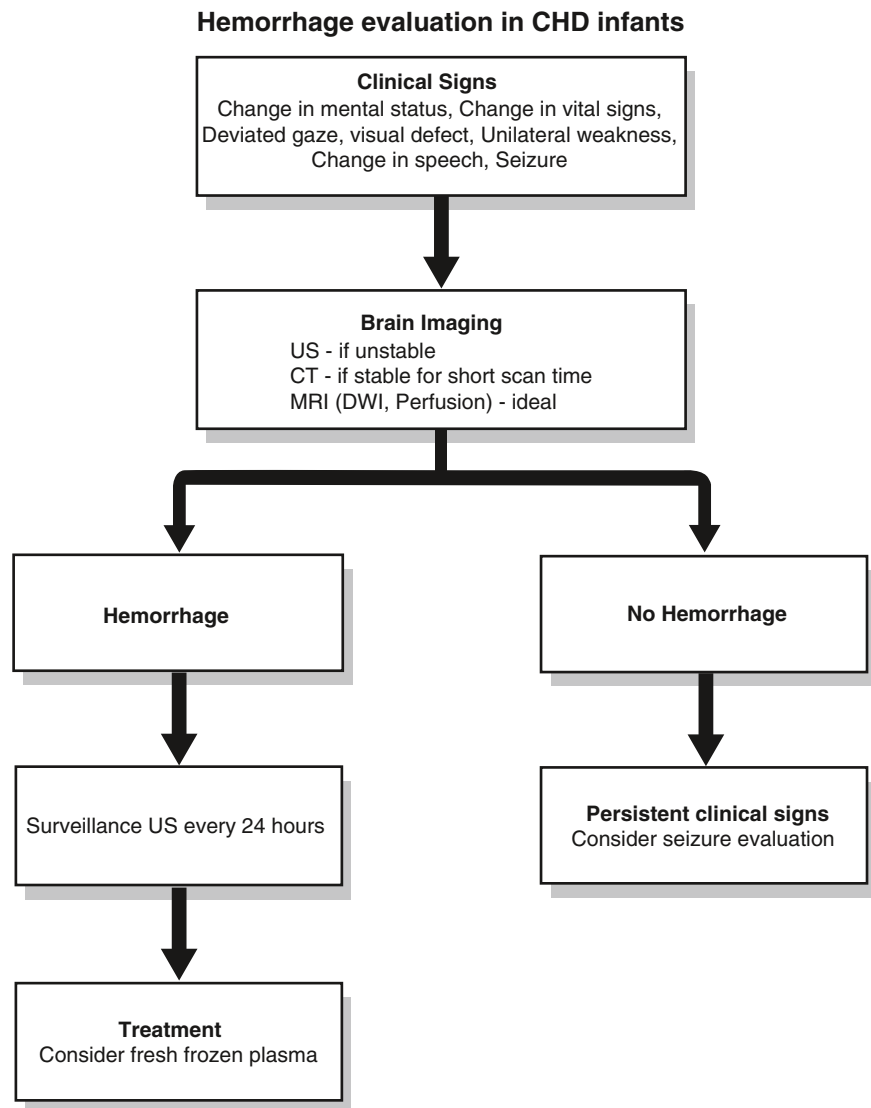 Hemorrhage evaluation in CHD infants
Clinical Signs
Change in mental status, Change in vital signs,
Deviated gaze, visual defect, Unilateral weakness,
Change in speech, Seizure
Brain Imaging
US - if unstable
CT - if stable for short scan time
MRI (DWI, Perfusion) - ideal
Hemorrhage
No Hemorrhage
Surveillance US every 24 hours
Persistent clinical signs
Consider seizure evaluation
Treatment
Consider fresh frozen plasma